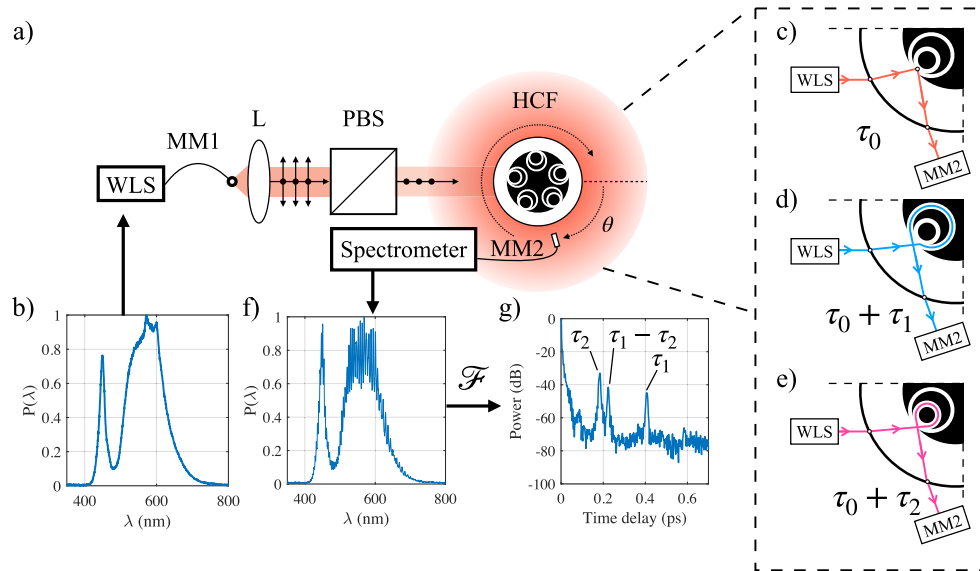 a)
MM1
L
PBS
HCF
WLS
θ
MM2
Spectrometer
b)
P(λ)
1
0.8
0.6
0.4
0.2
0
400
600
800
λ (nm)
f)
P(λ)
1
0.8
0.6
0.4
0.2
0
400
600
800
λ (nm)
ℱ
g)
Power (dB)
0
-20
-40
-60
-80
-100
τ₂
τ₁ − τ₂
τ₁
0
0.2
0.4
0.6
Time delay (ps)
c)
WLS
τ₀
MM2
d)
WLS
τ₀ + τ₁
MM2
e)
WLS
τ₀ + τ₂
MM2